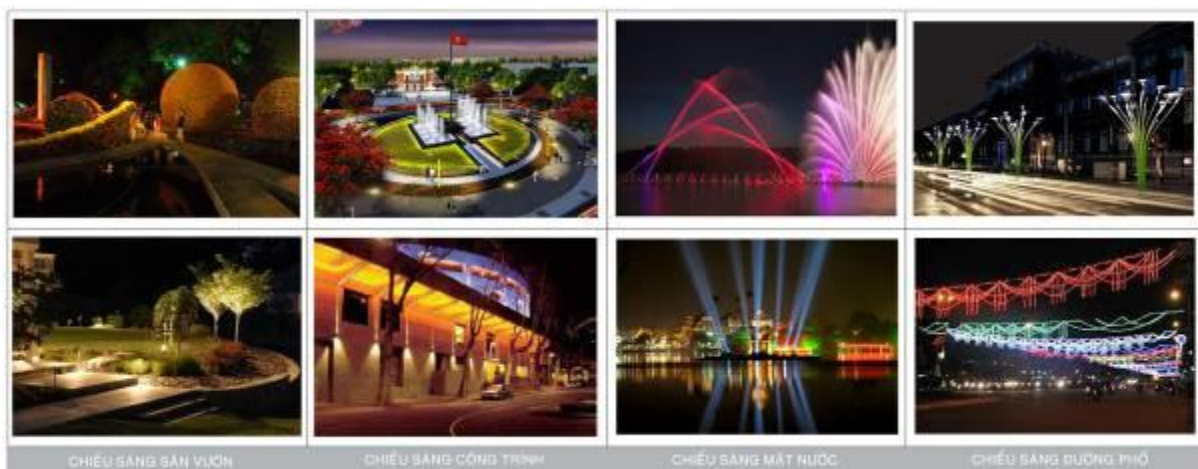 CHIẾU SÁNG SÂN VƯỜN
CHIẾU SÁNG CÔNG TRÌNH
CHIẾU SÁNG MẶT NƯỚC
CHIẾU SÁNG ĐƯỜNG PHỐ